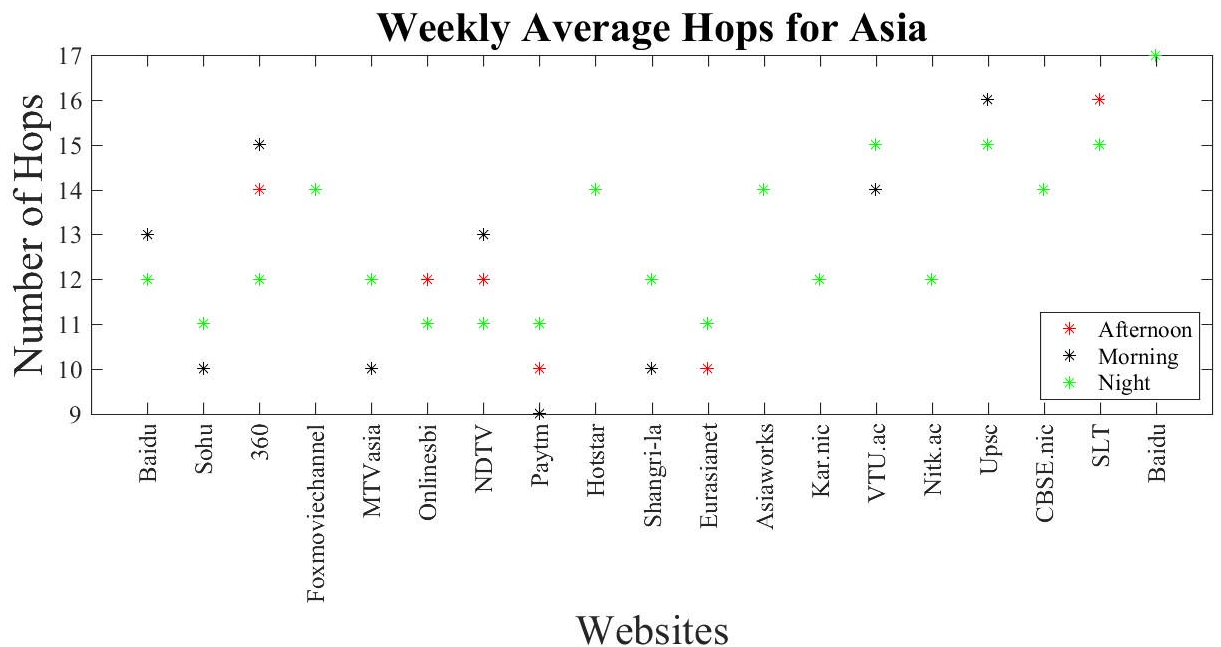 Weekly Average Hops for Asia
Number of Hops
17
16
15
14
13
12
11
10
9
Afternoon
Morning
Night
Baidu
Sohu
360
Foxmoviechannel
MTVasia
Onlinesbi
NDTV
Paytm
Hotstar
Shangri-la
Eurasianet
Asiaworks
Kar.nic
VTU.ac
Nitk.ac
Upsc
CBSE.nic
SLT
Baidu
Websites